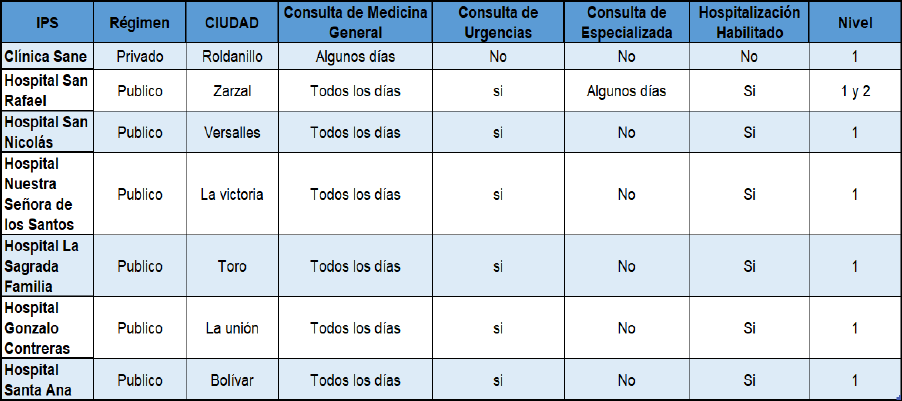 IPS Régimen CIUDAD Consulta de Medicina General Consulta de Urgencias Consulta de Especializada Hospitalización Habilitado Nivel
Clínica Sane Privado Roldanillo Algunos días No No No 1
Hospital San Rafael Publico Zarzal Todos los días si Algunos días Si 1 y 2
Hospital San Nicolás Publico Versalles Todos los días si No Si 1
Hospital Nuestra Señora de los Santos Publico La victoria Todos los días si No Si 1
Hospital La Sagrada Familia Publico Toro Todos los días si No Si 1
Hospital Gonzalo Contreras Publico La unión Todos los días si No Si 1
Hospital Santa Ana Publico Bolívar Todos los días si No Si 1